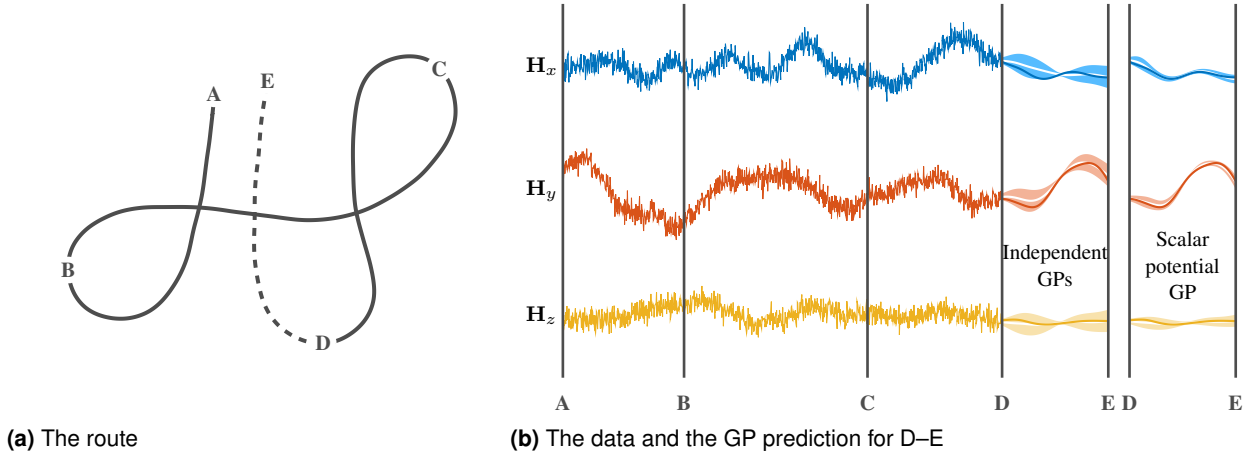 A
E
C
B
D
(a) The route
H_x
H_y
H_z
Independent
GPs
Scalar
potential
GP
A B C D E D E
(b) The data and the GP prediction for D–E